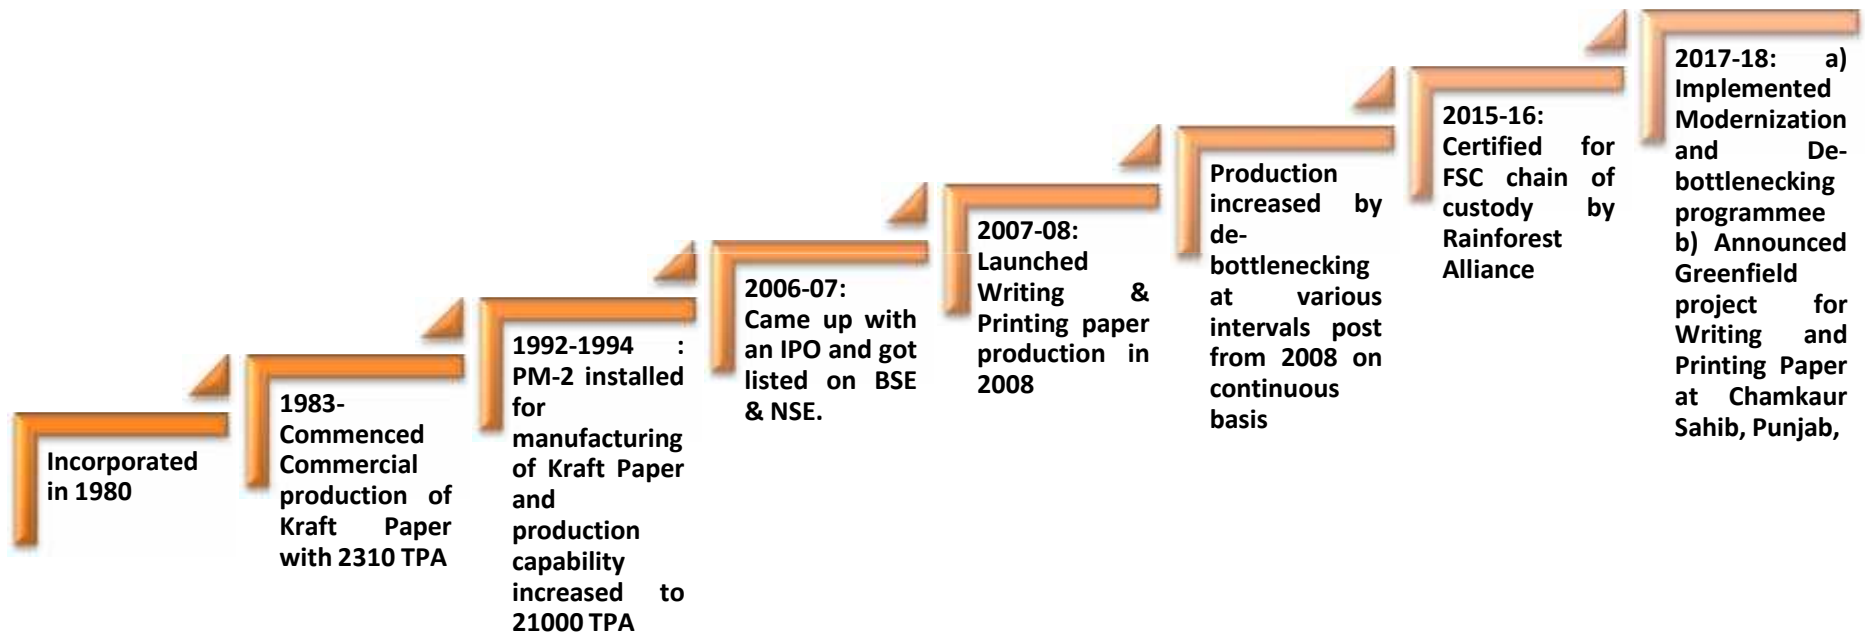 Incorporated
in 1980
1983-
Commenced
Commercial
production of
Kraft Paper
with 2310 TPA
1992-1994 :
PM-2 installed
for
manufacturing
of Kraft Paper
and
production
capability
increased to
21000 TPA
2006-07:
Came up with
an IPO and got
listed on BSE
& NSE.
2007-08:
Launched
Writing &
Printing paper
production in
2008
Production
increased by
de-
bottlenecking
at various
intervals post
from 2008 on
continuous
basis
2015-16:
Certified for
FSC chain of
custody by
Rainforest
Alliance
2017-18: a)
Implemented
Modernization
and De-
bottlenecking
programmee
b) Announced
Greenfield
project for
Writing and
Printing Paper
at Chamkaur
Sahib, Punjab,